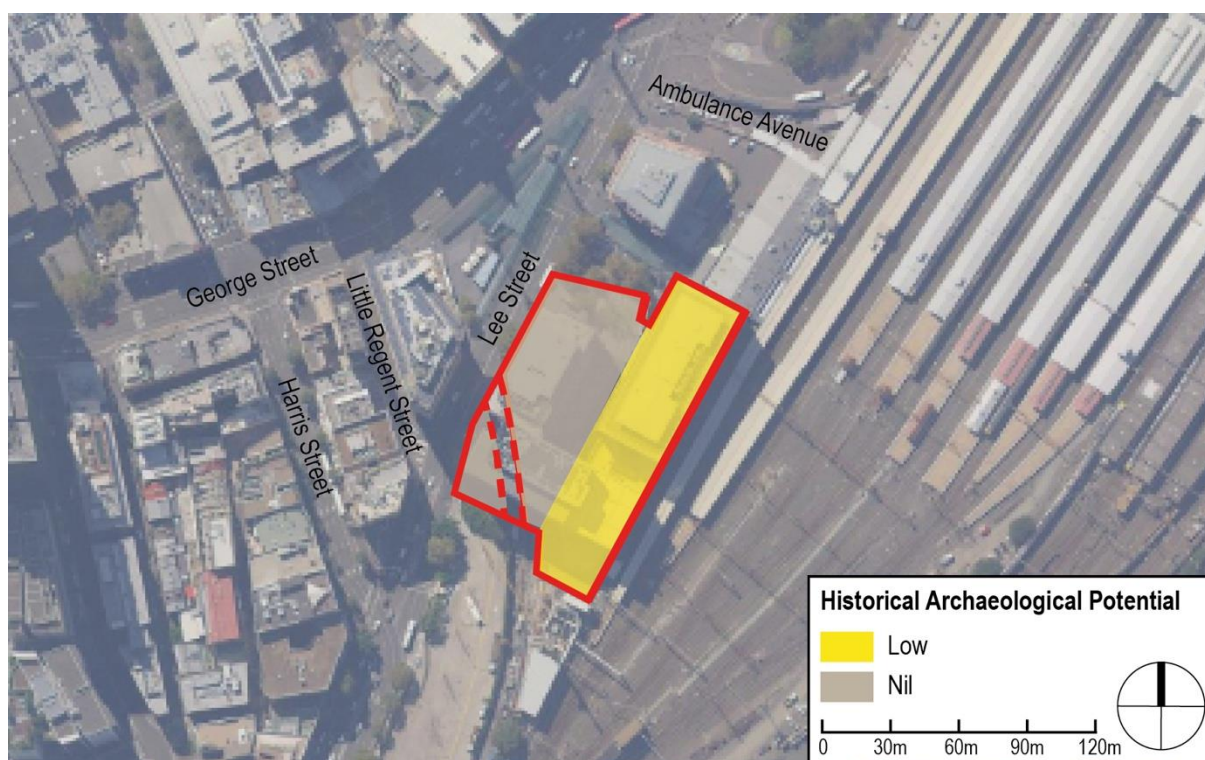 Ambulance Avenue
George Street
Lee Street
Little Regent Street
Harris Street
Historical Archaeological Potential
Low
Nil
0 30m 60m 90m 120m